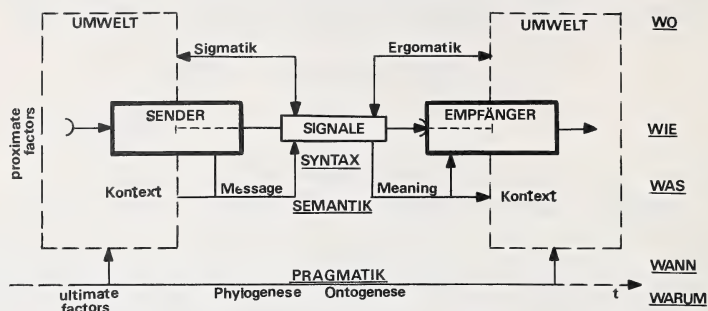 UMWELT UMWELT WO
Sigmatik Ergomatik
proximate
factors
SENDER EMPFÄNGER
SIGNALE WIE
SYNTAX
Kontext Message Meaning Kontext WAS
SEMANTIK
PRAGMATIK WANN
ultimate Phylogenese Ontogenese t
factors WARUM